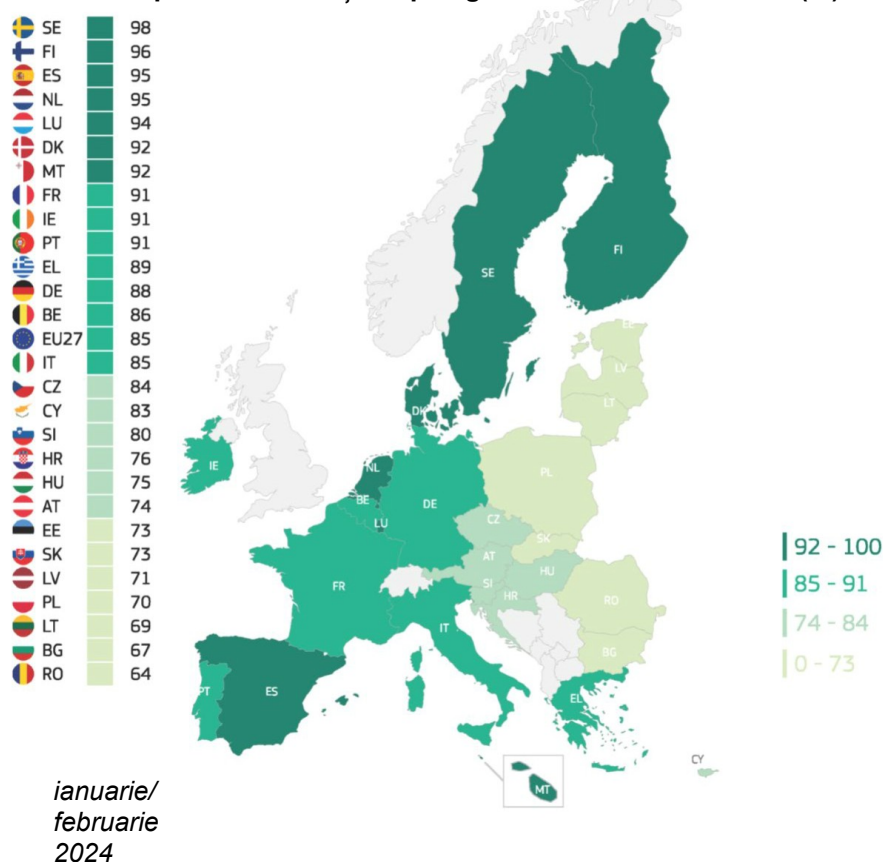 SE 98
FI 96
ES 95
NL 95
LU 94
DK 92
MT 92
FR 91
IE 91
PT 91
EL 89
DE 88
BE 86
EU27 85
IT 85
CZ 84
CY 83
SI 80
HR 76
HU 75
AT 74
EE 73
SK 73
LV 71
PL 70
LT 69
BG 67
RO 64
FI
SE
EE
LV
LT
DK
IE
NL
PL
BE
DE
LU
CZ
SK
AT
HU
FR
SI
HR
RO
IT
BG
PT
ES
EL
CY
MT
92 - 100
85 - 91
74 - 84
0 - 73
ianuarie/
februarie
2024